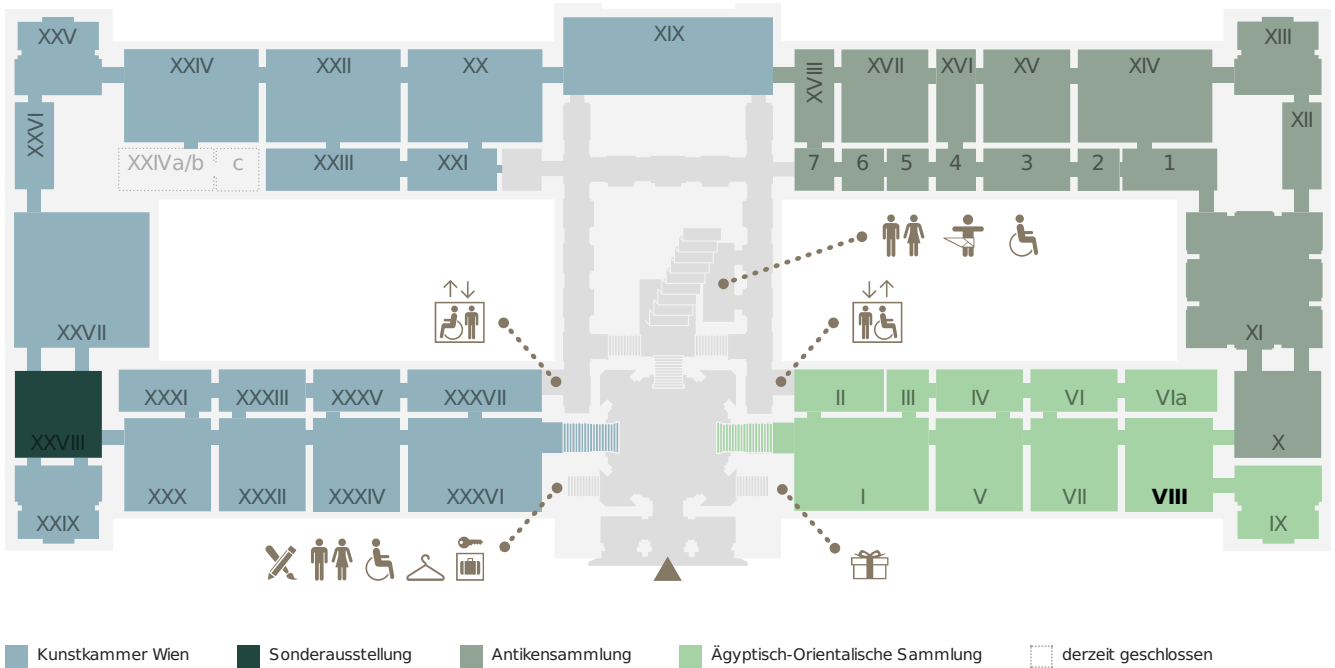 XXV
XXIV
XXII
XX
XIX
XVIII
XVII
XVI
XV
XIV
XIII
XXVI
XII
XXIVa/b
c
XXIII
XXI
7
6
5
4
3
2
1
XXVII
XI
XXXI
XXXIII
XXXV
XXXVII
II
III
IV
VI
VIa
XXVIII
X
XXX
XXXII
XXXIV
XXXVI
I
V
VII
VIII
XXIX
IX
Kunstkammer Wien
Sonderausstellung
Antikensammlung
Ägyptisch-Orientalische Sammlung
derzeit geschlossen